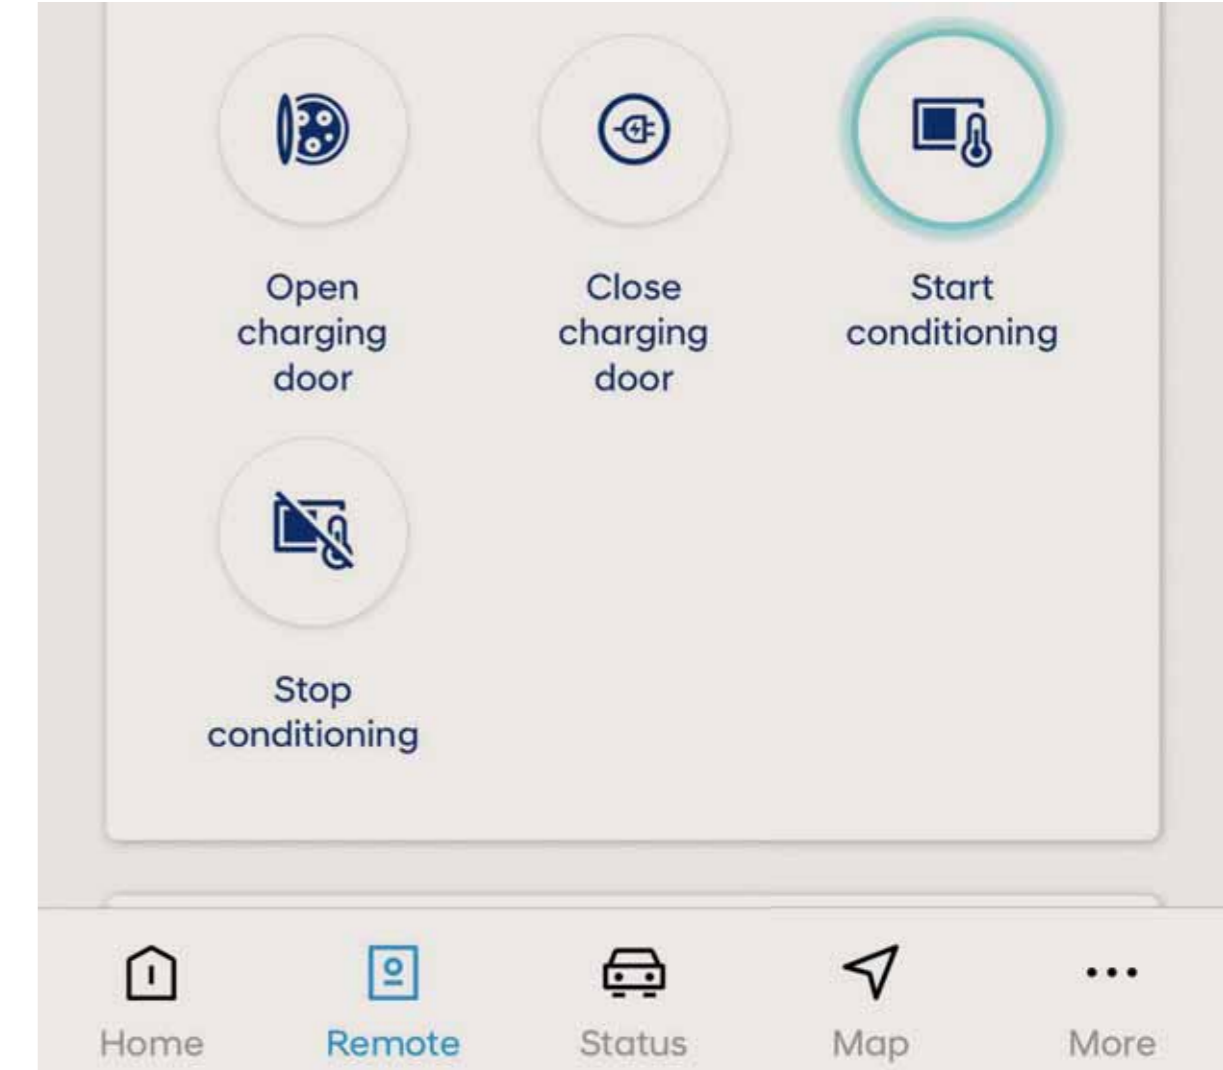 Open
charging
door
Close
charging
door
Start
conditioning
Stop
conditioning
Home
Remote
Status
Map
More